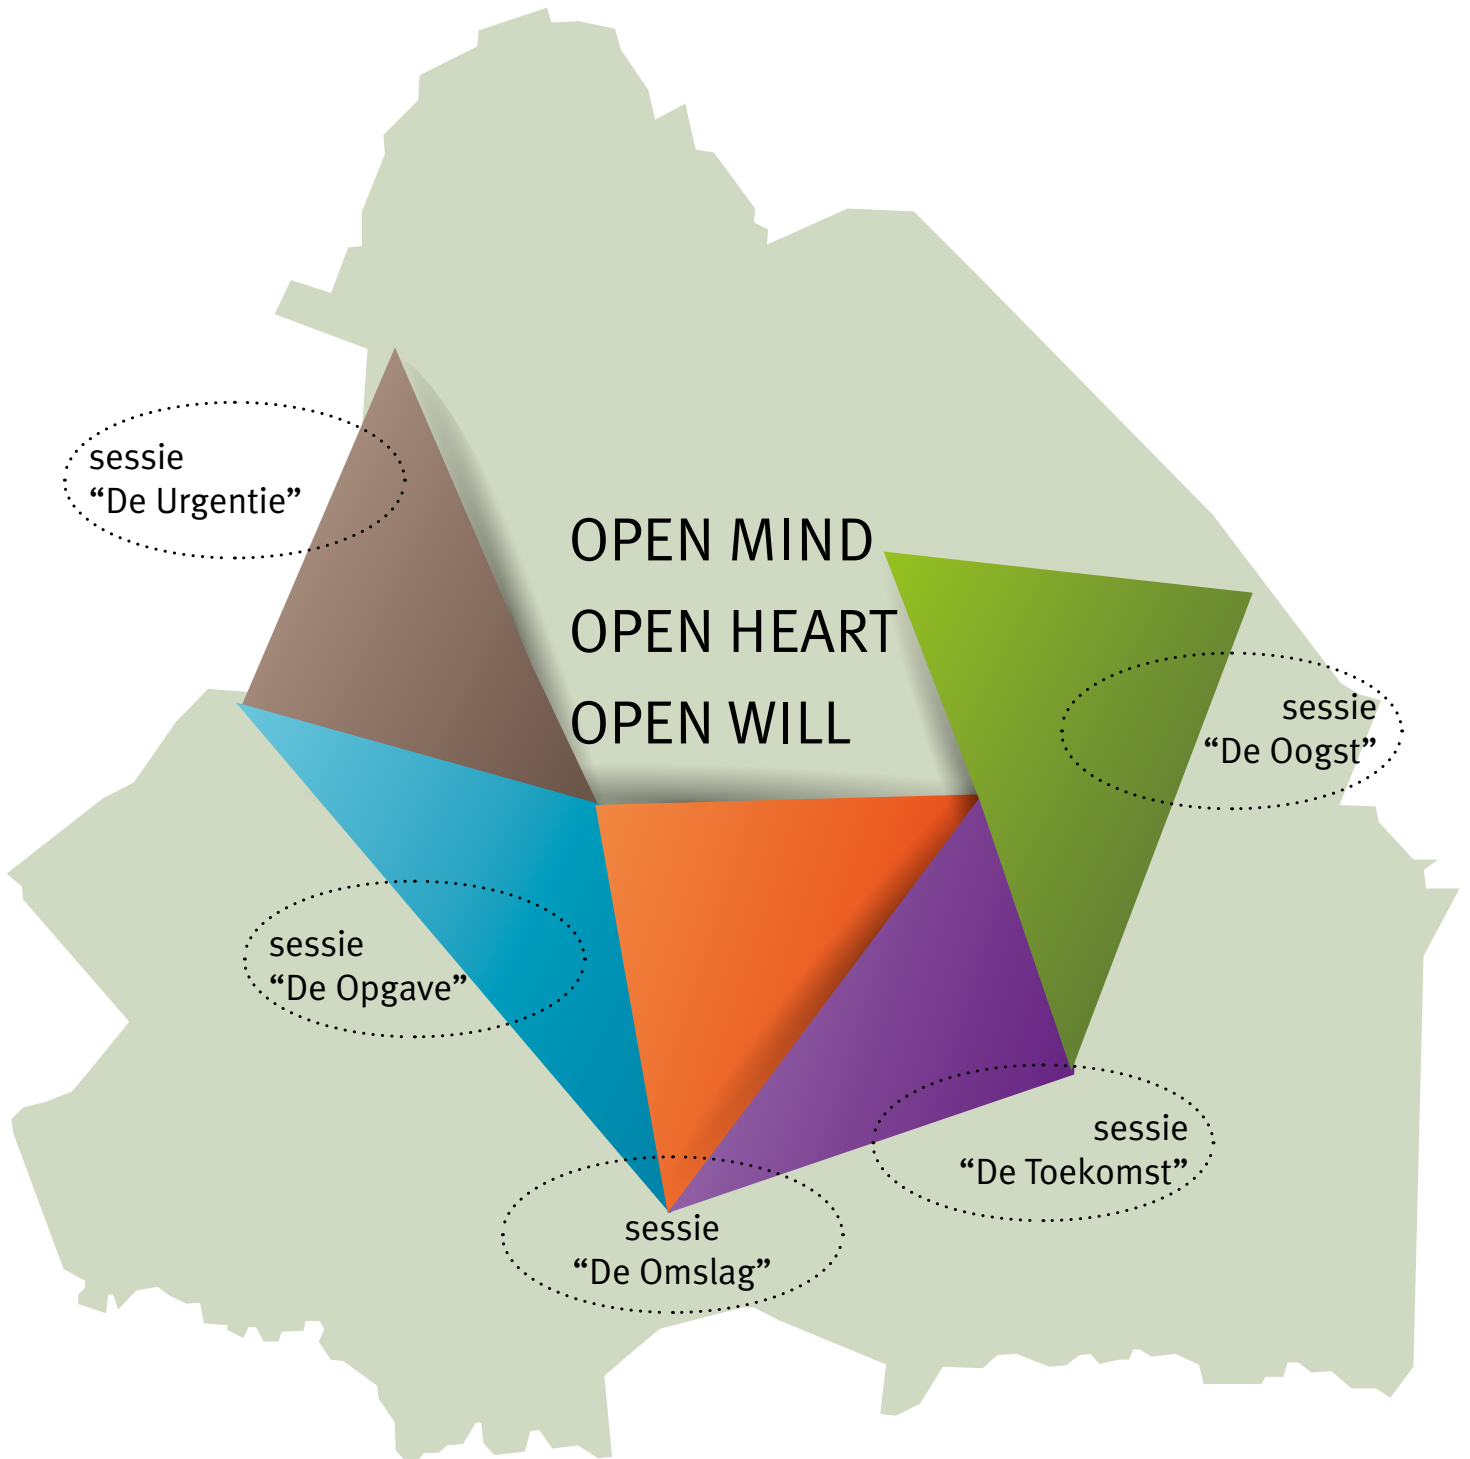 sessie
“De Urgentie”
OPEN MIND
OPEN HEART
OPEN WILL
sessie
“De Oogst”
sessie
“De Opgave”
sessie
“De Toekomst”
sessie
“De Omslag”